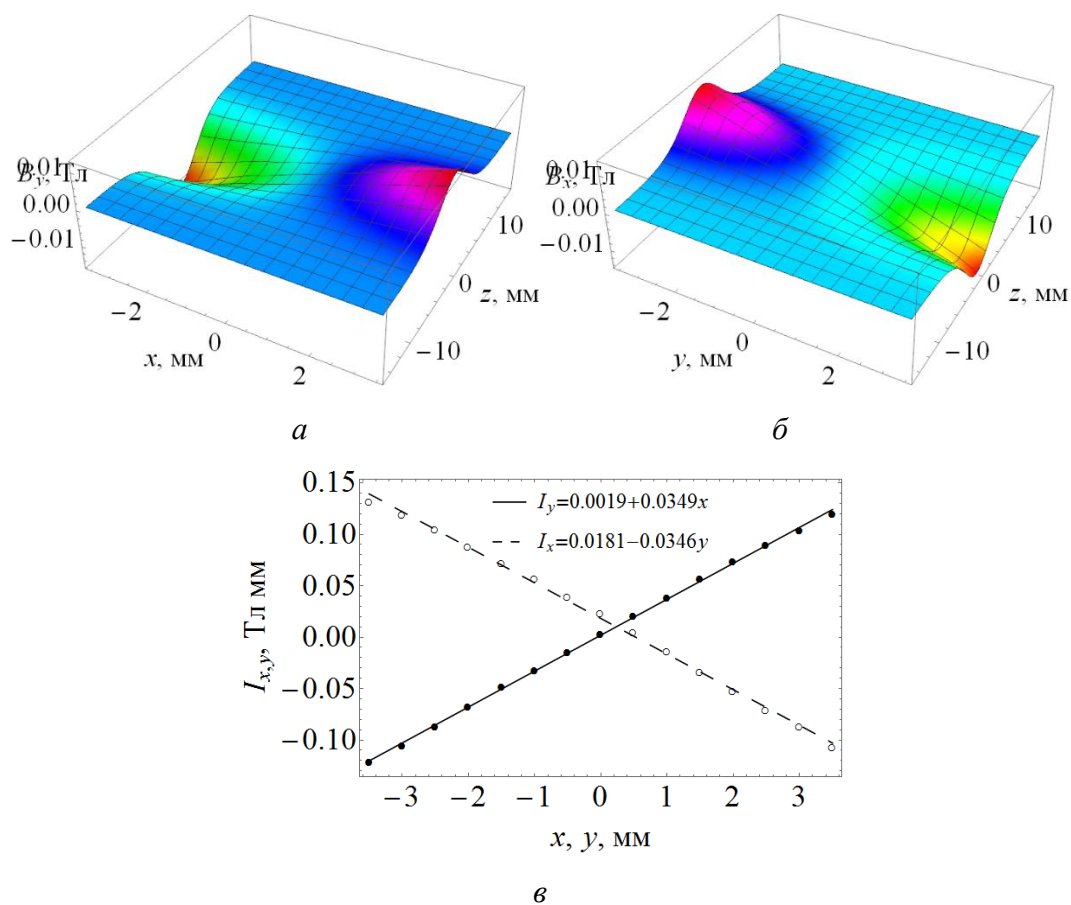 0.01
B_y, Тл
0.00
−0.01
−2
0
2
x, мм
−10
0
10
z, мм
а
0.01
B_x, Тл
0.00
−0.01
−2
0
2
y, мм
−10
0
10
z, мм
б
0.15
0.10
0.05
0.00
−0.05
−0.10
I_{x,y}, Тл мм
I_y=0.0019+0.0349x
I_x=0.0181−0.0346y
−3 −2 −1 0 1 2 3
x, y, мм
в